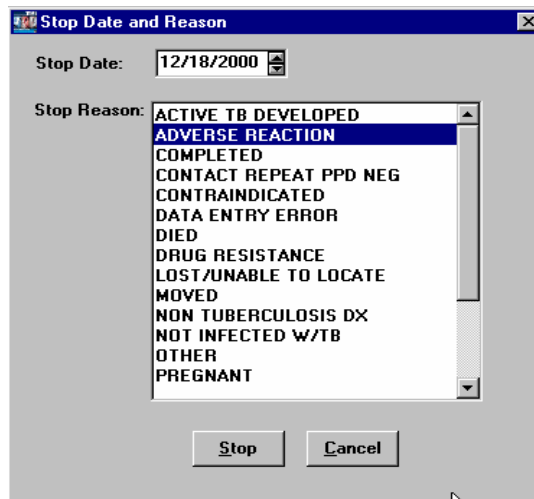 Stop Date and Reason
Stop Date: 12/18/2000
Stop Reason: ACTIVE TB DEVELOPED
ADVERSE REACTION
COMPLETED
CONTACT REPEAT PPD NEG
CONTRAINDICATED
DATA ENTRY ERROR
DIED
DRUG RESISTANCE
LOST/UNABLE TO LOCATE
MOVED
NON TUBERCULOSIS DX
NOT INFECTED W/TB
OTHER
PREGNANT
Stop Cancel